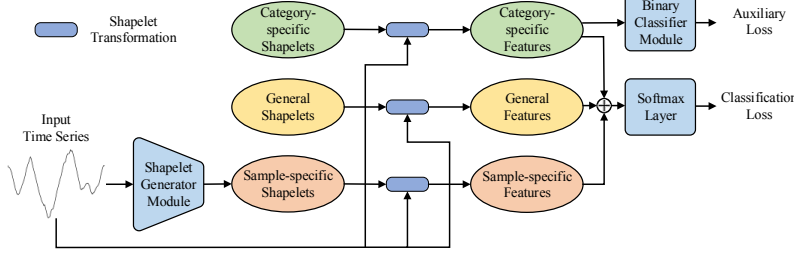 Shapelet
Transformation
Category-
specific
Shapelets
Category-
specific
Features
Binary
Classifier
Module
Auxiliary
Loss
General
Shapelets
General
Features
Softmax
Layer
Classification
Loss
Input
Time Series
Shapelet
Generator
Module
Sample-specific
Shapelets
Sample-specific
Features